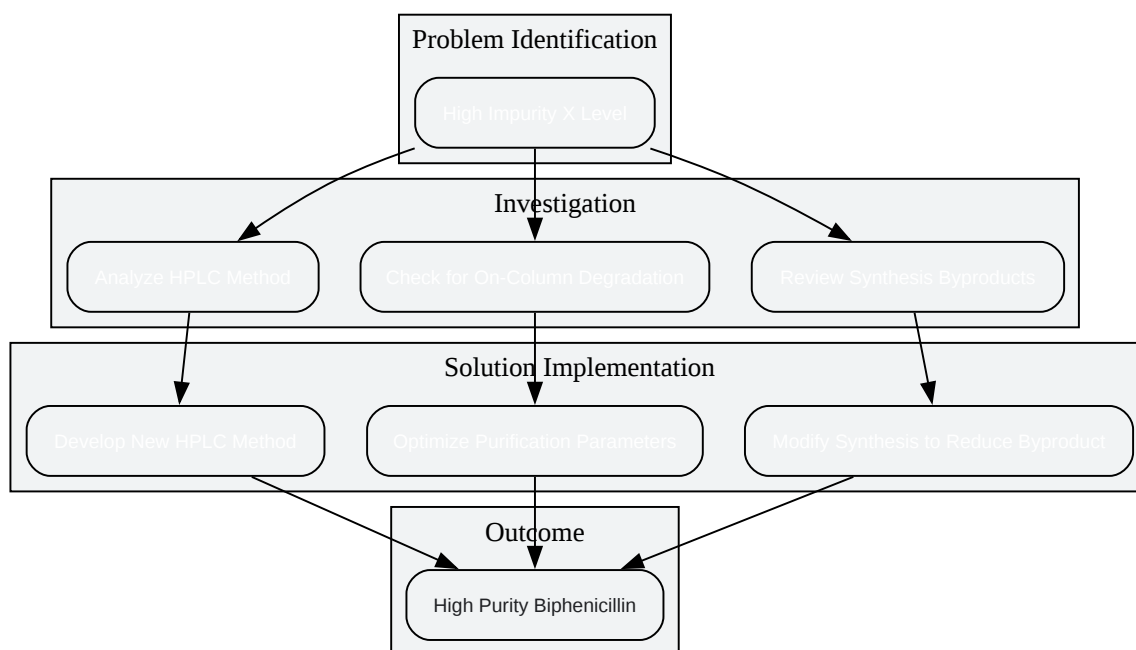 Problem Identification
High Impurity X Level
Investigation
Analyze HPLC Method
Check for On-Column Degradation
Review Synthesis Byproducts
Solution Implementation
Develop New HPLC Method
Optimize Purification Parameters
Modify Synthesis to Reduce Byproduct
Outcome
High Purity Biphenicillin